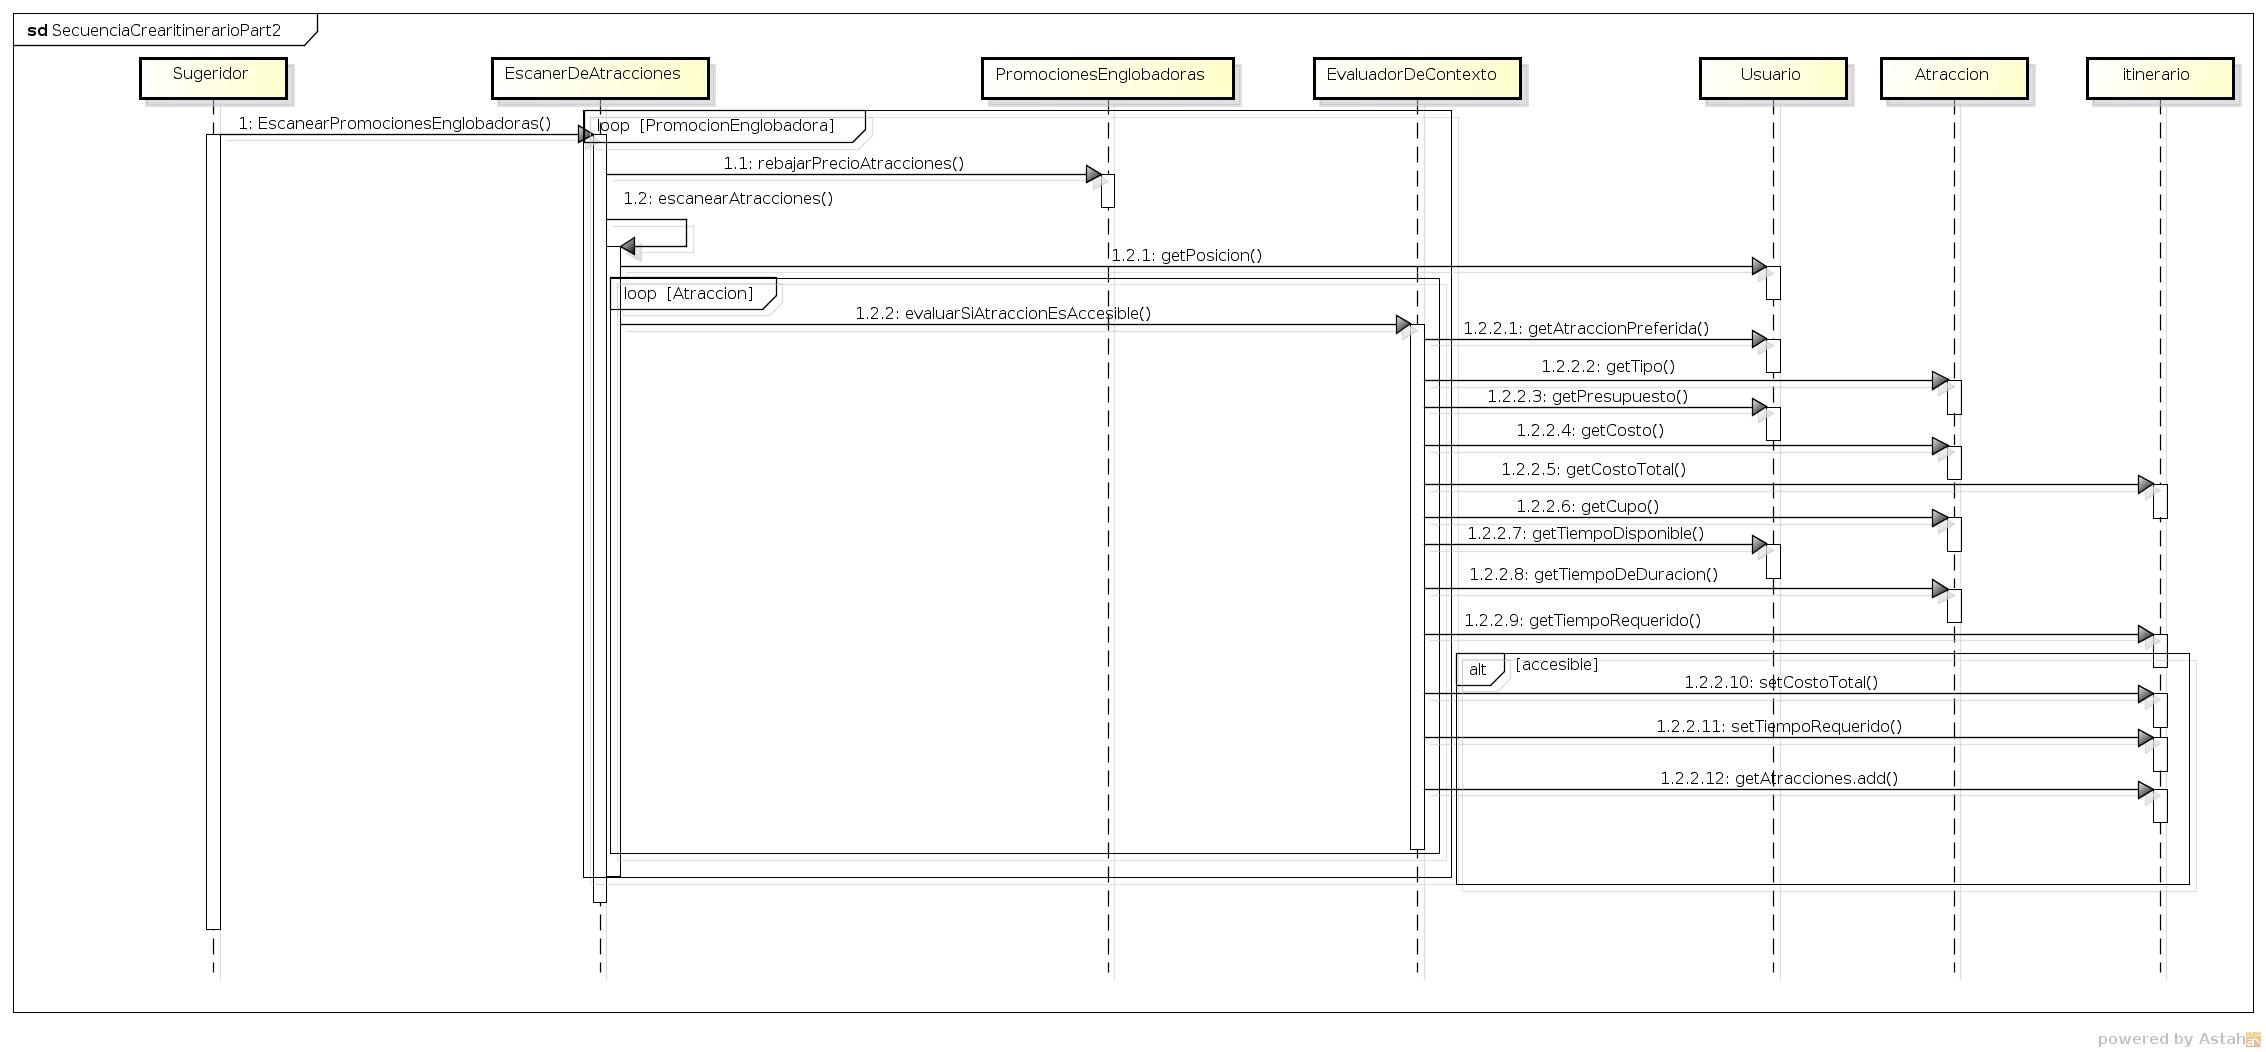 sd SecuenciaCrearitinerarioPart2
Sugeridor
EscanerDeAtracciones
PromocionesEnglobadoras
EvaluadorDeContexto
Usuario
Atraccion
itinerario
1: EscanearPromocionesEnglobadoras()
loop [PromocionEnglobadora]
1.1: rebajarPrecioAtracciones()
1.2: escanearAtracciones()
1.2.1: getPosicion()
loop [Atraccion]
1.2.2: evaluarSiAtraccionEsAccesible()
1.2.2.1: getAtraccionPreferida()
1.2.2.2: getTipo()
1.2.2.3: getPresupuesto()
1.2.2.4: getCosto()
1.2.2.5: getCostoTotal()
1.2.2.6: getCupo()
1.2.2.7: getTiempoDisponible()
1.2.2.8: getTiempoDeDuracion()
1.2.2.9: getTiempoRequerido()
alt [accesible]
1.2.2.10: setCostoTotal()
1.2.2.11: setTiempoRequerido()
1.2.2.12: getAtracciones.add()
powered by Astah